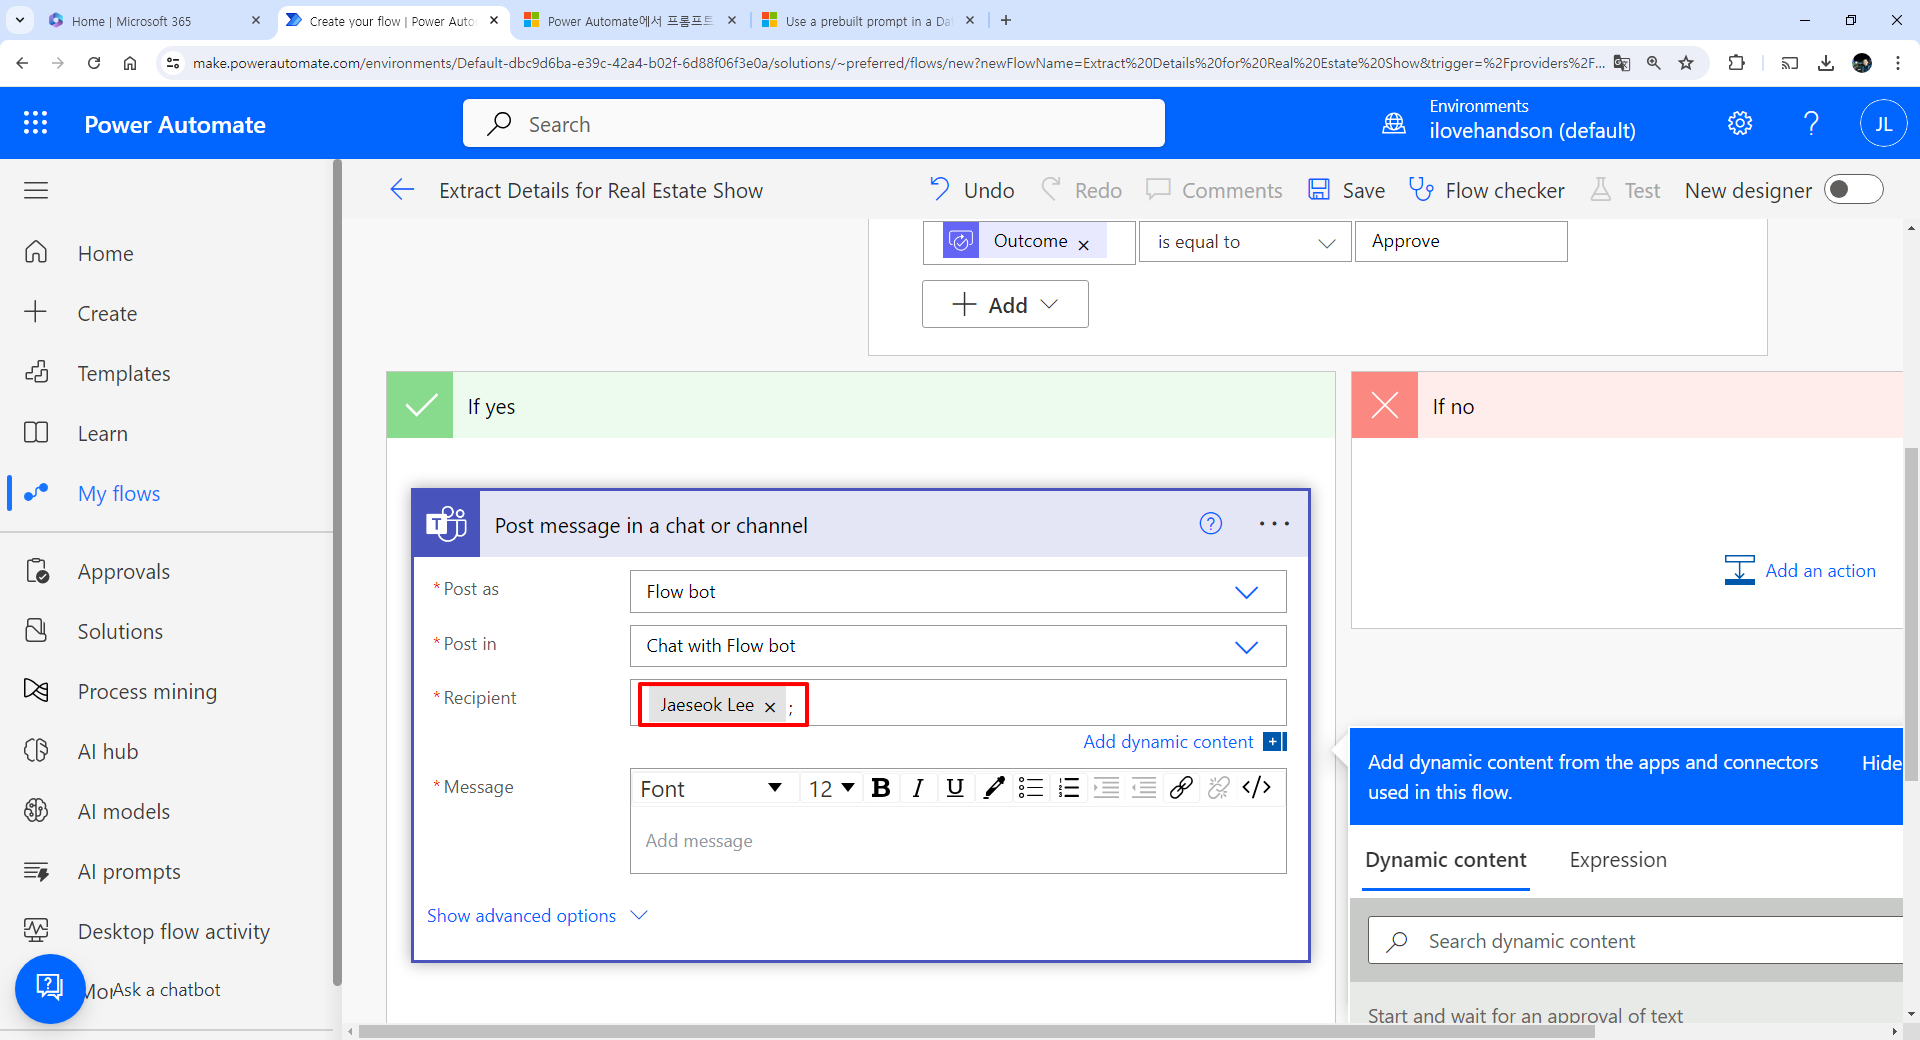 Home | Microsoft 365
Create your flow | Power Auto
Power Automate에서 프롬프트
Use a prebuilt prompt in a Da
make.powerautomate.com/environments/Default-dbc9d6ba-e39c-42a4-b02f-6d88f06f3e0a/solutions/~preferred/flows/new?newFlowName=Extract%20Details%20for%20Real%20Estate%20Show&trigger=%2Fproviders%2F...
Power Automate
Search
Environments
ilovehandson (default)
JL
Extract Details for Real Estate Show
Undo
Redo
Comments
Save
Flow checker
Test
New designer
Home
Create
Templates
Learn
My flows
Approvals
Solutions
Process mining
AI hub
AI models
AI prompts
Desktop flow activity
Mor
Ask a chatbot
Outcome
is equal to
Approve
Add
If yes
If no
Add an action
Post message in a chat or channel
* Post as
Flow bot
* Post in
Chat with Flow bot
* Recipient
Jaeseok Lee ;
Add dynamic content
* Message
Font
12
B I U
Add message
Show advanced options
Add dynamic content from the apps and connectors
used in this flow.
Hide
Dynamic content
Expression
Search dynamic content
Start and wait for an approval of text